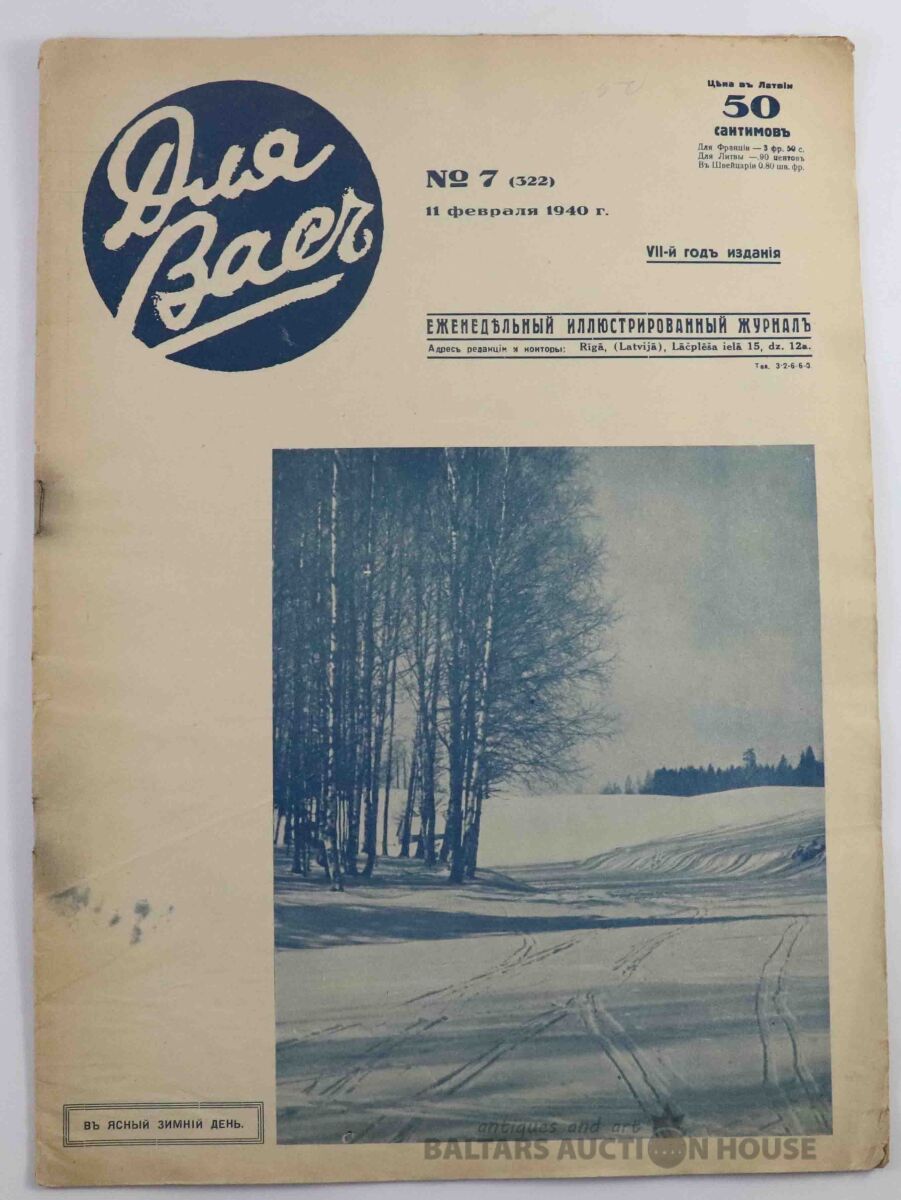 Для
Васъ
№ 7 (322)
11 февраля 1940 г.
Цѣна въ Латвіи
50
сантимовъ
Для Франціи — 3 фр. 50 с.
Для Литвы —,90 центовъ
Въ Швейцаріи 0.80 шв. фр.
VII-й годъ изданія
ЕЖЕНЕДѢЛЬНЫЙ ИЛЛЮСТРИРОВАННЫЙ ЖУРНАЛЪ
Адресъ редакціи и конторы: Rīgā, (Latvijā), Lāčplēša ielā 15, dz. 12a.
Тел. 3-2-6-6-3
ВЪ ЯСНЫЙ ЗИМНІЙ ДЕНЬ.
antiques and art
BALTARS AUCTION HOUSE